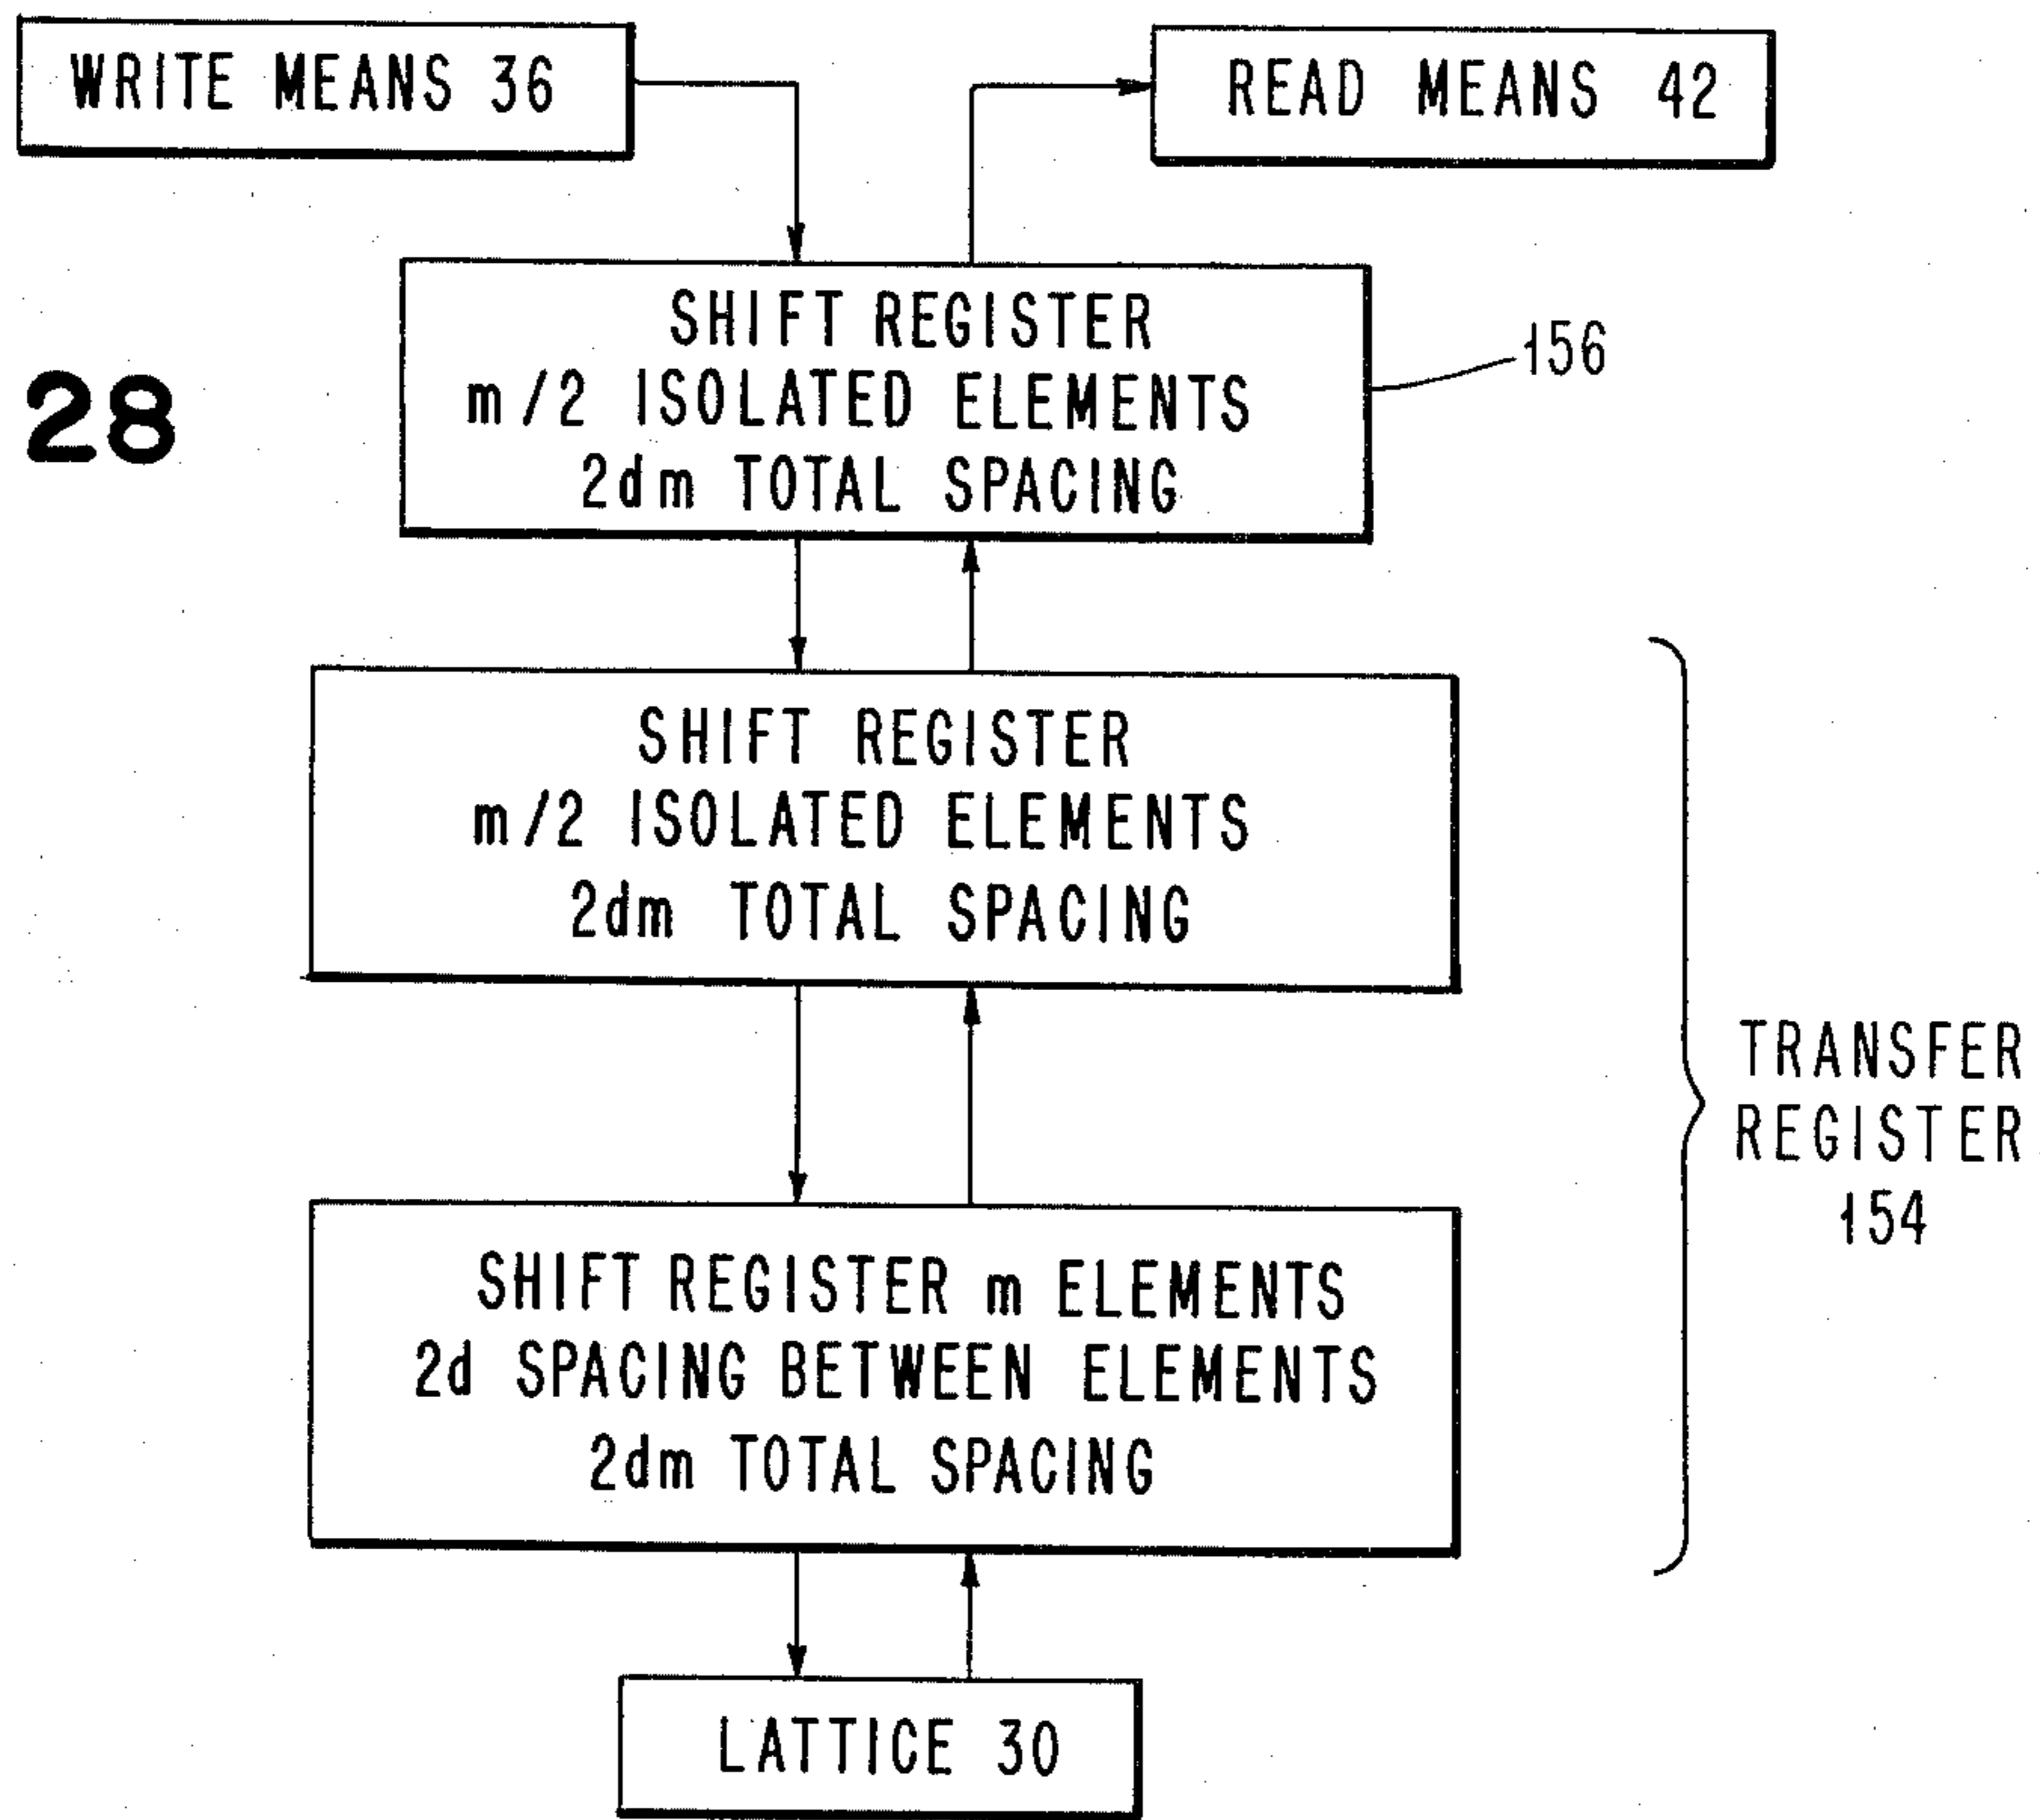 WRITE MEANS 36
READ MEANS 42
28
SHIFT REGISTER
m/2 ISOLATED ELEMENTS
2dm TOTAL SPACING
156
SHIFT REGISTER
m/2 ISOLATED ELEMENTS
2dm TOTAL SPACING
TRANSFER
REGISTER
154
SHIFT REGISTER m ELEMENTS
2d SPACING BETWEEN ELEMENTS
2dm TOTAL SPACING
LATTICE 30